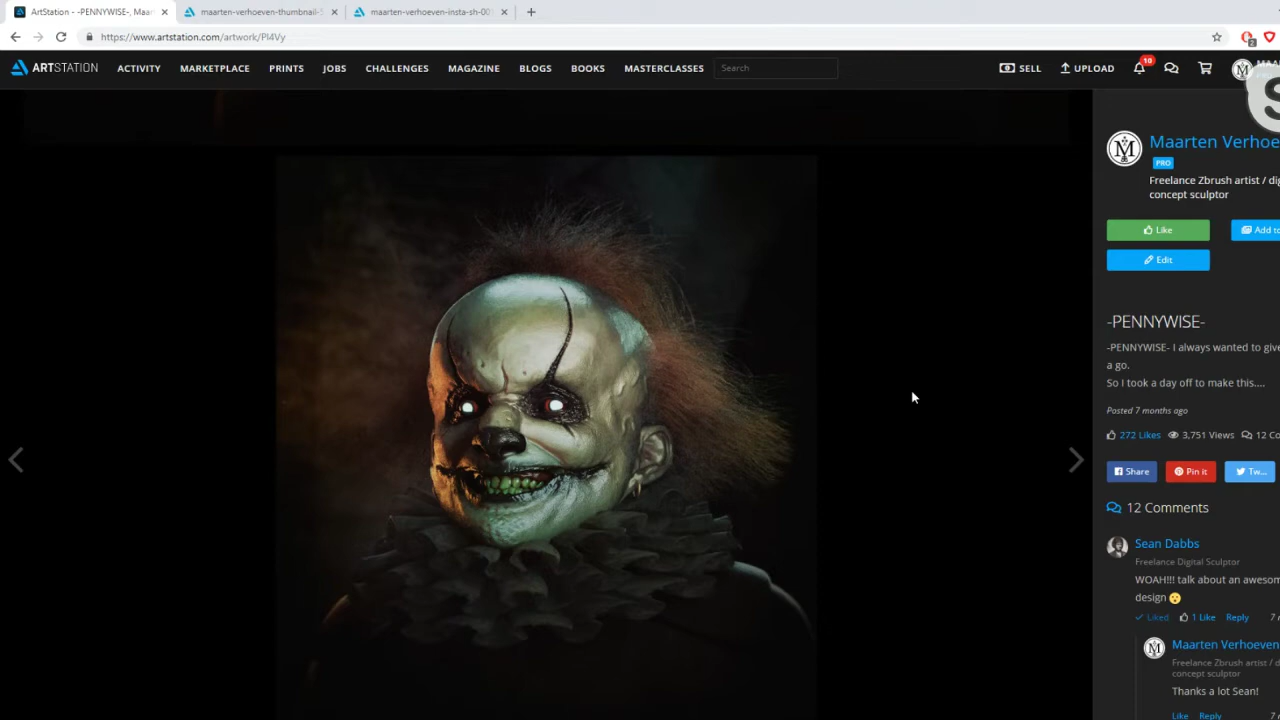 ArtStation - -PENNYWISE-, Maar
maarten-verhoeven-thumbnail-
maarten-verhoeven-insta-sh-00
https://www.artstation.com/artwork/Pl4Vy
2
ARTSTATION ACTIVITY MARKETPLACE PRINTS JOBS CHALLENGES MAGAZINE BLOGS BOOKS MASTERCLASSES Search SELL UPLOAD 10
Maarten Verhoe
PRO
Freelance Zbrush artist / dig
concept sculptor
Like Add to
Edit
-PENNYWISE-
-PENNYWISE- I always wanted to give
a go.
So I took a day off to make this....
Posted 7 months ago
272 Likes 3,751 Views 12 Co
Share Pin it Tw...
12 Comments
Sean Dabbs
Freelance Digital Sculptor
WOAH!!! talk about an awesom
design
Liked 1 Like Reply 7
Maarten Verhoeven
Freelance Zbrush artist / d
concept sculptor
Thanks a lot Sean!
Like Reply